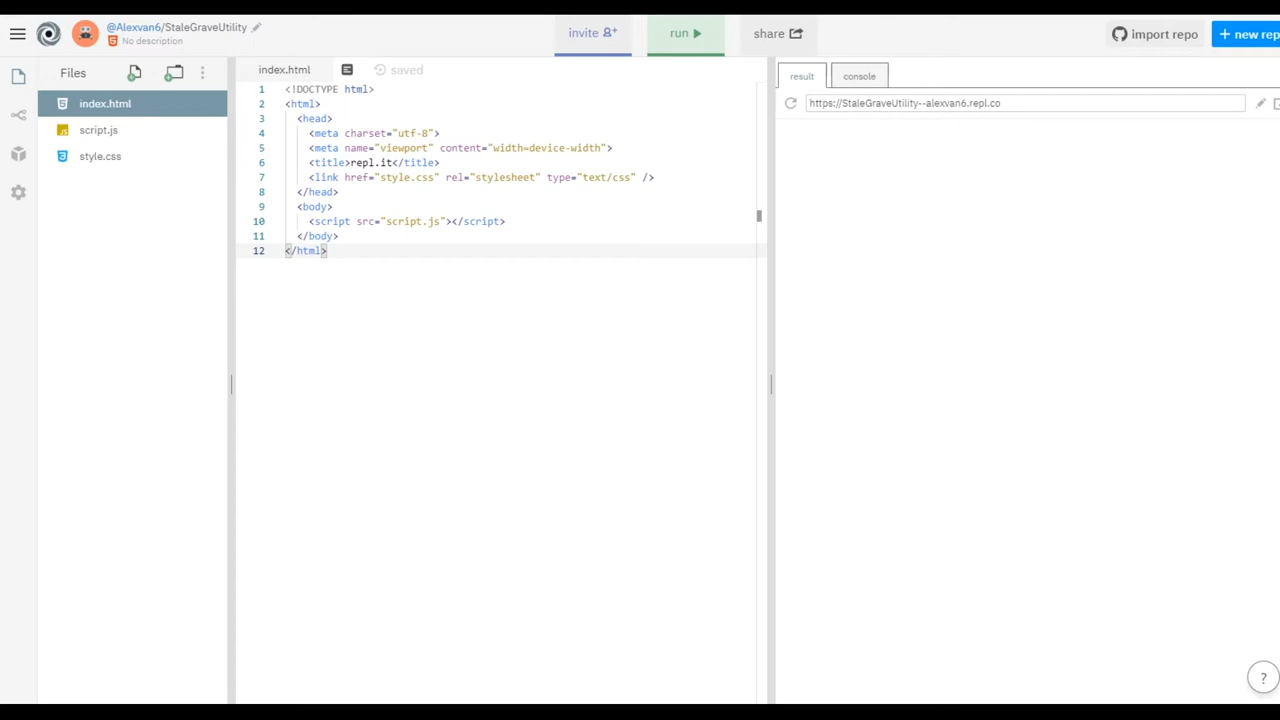 @Alexvan6/StaleGraveUtility
No description
invite
run
share
import repo
+ new rep
Files
index.html
script.js
style.css
index.html
saved
1 <!DOCTYPE html>
2 <html>
3 <head>
4 <meta charset="utf-8">
5 <meta name="viewport" content="width=device-width">
6 <title>repl.it</title>
7 <link href="style.css" rel="stylesheet" type="text/css" />
8 </head>
9 <body>
10 <script src="script.js"></script>
11 </body>
12 </html>
result
console
https://StaleGraveUtility--alexvan6.repl.co
?